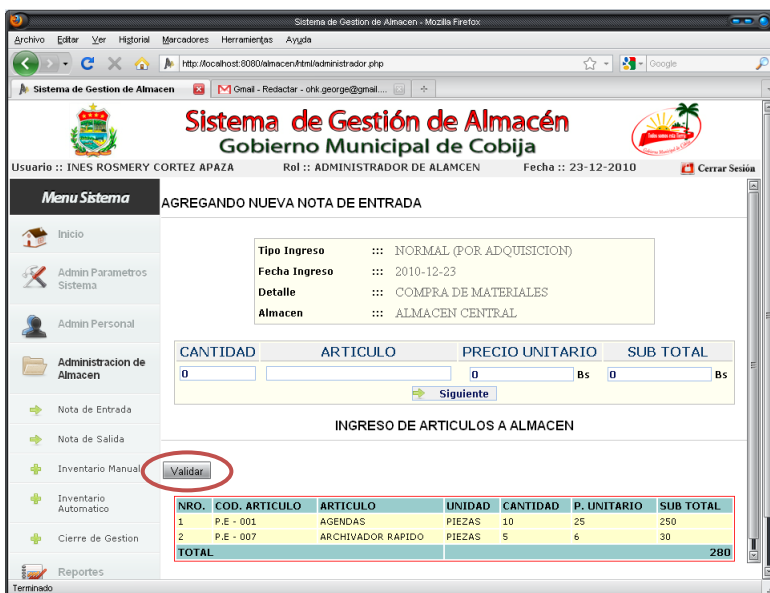 Sistema de Gestion de Almacen - Mozilla Firefox
Archivo Editar Ver Historial Marcadores Herramientas Ayuda
http://localhost:8080/almacen/html/administrador.php Google
Sistema de Gestion de Almacen Gmail - Redactar - ohk.george@gmail....
Sistema de Gestión de Almacén
Gobierno Municipal de Cobija
Usuario :: INES ROSMERY CORTEZ APAZA Rol :: ADMINISTRADOR DE ALAMCEN Fecha :: 23-12-2010 Cerrar Sesión
Menu Sistema
Inicio
Admin Parametros
Sistema
Admin Personal
Administracion de
Almacen
Nota de Entrada
Nota de Salida
Inventario Manual
Inventario
Automatico
Cierre de Gestion
Reportes
AGREGANDO NUEVA NOTA DE ENTRADA
Tipo Ingreso ::: NORMAL (POR ADQUISICION)
Fecha Ingreso ::: 2010-12-23
Detalle ::: COMPRA DE MATERIALES
Almacen ::: ALMACEN CENTRAL
CANTIDAD ARTICULO PRECIO UNITARIO SUB TOTAL
0 0 Bs 0 Bs
Siguiente
INGRESO DE ARTICULOS A ALMACEN
Validar
NRO. COD. ARTICULO ARTICULO UNIDAD CANTIDAD P. UNITARIO SUB TOTAL
1 P.E - 001 AGENDAS PIEZAS 10 25 250
2 P.E - 007 ARCHIVADOR RAPIDO PIEZAS 5 6 30
TOTAL 280
Terminado